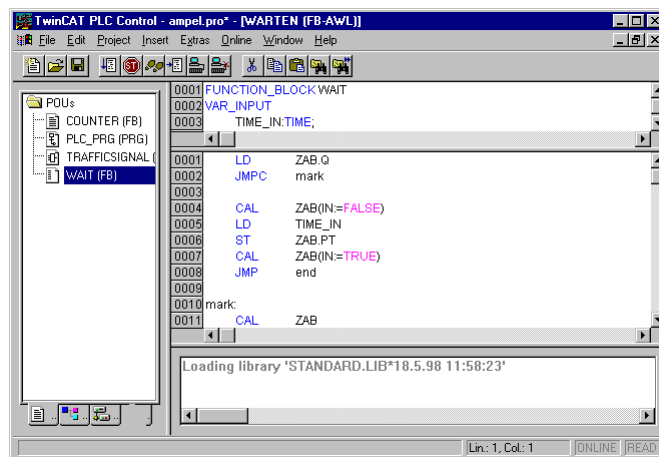 TwinCAT PLC Control - ampel.pro* - [WARTEN (FB-AWL)]
File Edit Project Insert Extras Online Window Help
POUs
COUNTER (FB)
PLC_PRG (PRG)
TRAFFICSIGNAL (
WAIT (FB)
0001 FUNCTION_BLOCK WAIT
0002 VAR_INPUT
0003 TIME_IN:TIME;
0001 LD ZAB.Q
0002 JMPC mark
0003
0004 CAL ZAB(IN:=FALSE)
0005 LD TIME_IN
0006 ST ZAB.PT
0007 CAL ZAB(IN:=TRUE)
0008 JMP end
0009
0010 mark:
0011 CAL ZAB
Loading library 'STANDARD.LIB*18.5.98 11:58:23'
Lin.: 1, Col.: 1 ONLINE READ